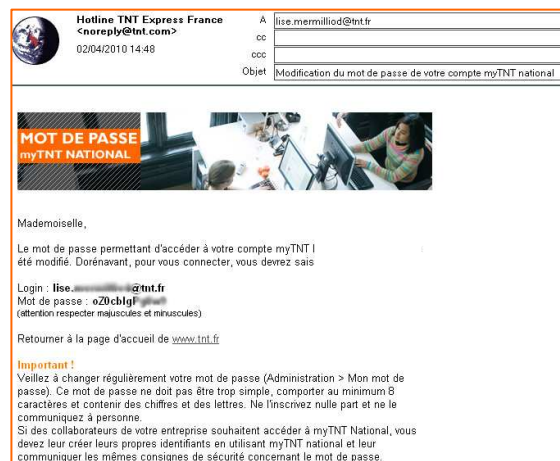 Hotline TNT Express France
<noreply@tnt.com>
02/04/2010 14:48
A lise.mermilliod@tnt.fr
cc
ccc
Objet Modification du mot de passe de votre compte myTNT national
MOT DE PASSE
myTNT NATIONAL
Mademoiselle,
Le mot de passe permettant d'accéder à votre compte myTNT
été modifié. Dorénavant, pour vous connecter, vous devrez sais
Login : lise. @tnt.fr
Mot de passe :
(attention respecter majuscules et minuscules)
Retourner à la page d'accueil de www.tnt.fr
Important !
Veillez à changer régulièrement votre mot de passe (Administration > Mon mot de
passe). Ce mot de passe ne doit pas être trop simple, comporter au minimum 8
caractères et contenir des chiffres et des lettres. Ne l'inscrivez nulle part et ne le
communiquez à personne.
Si des collaborateurs de votre entreprise souhaitent accéder à myTNT National, vous
devez leur créer leurs propres identifiants en utilisant myTNT national et leur
communiquer les mêmes consignes de sécurité concernant le mot de passe.